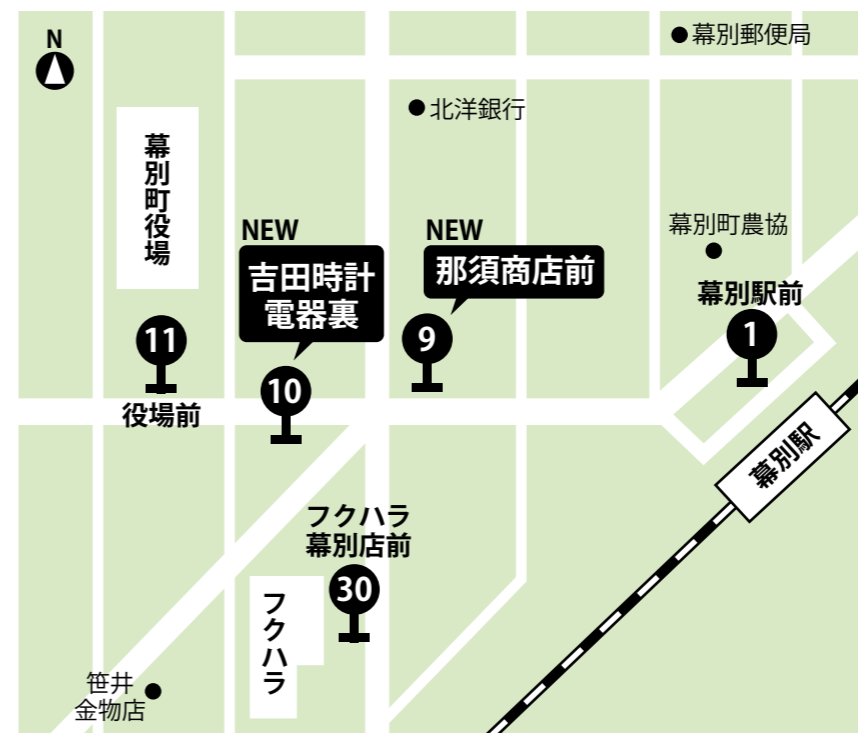 N
幕別郵便局
北洋銀行
幕別町役場
NEW
吉田時計
電器裏
NEW
那須商店前
幕別町農協
幕別駅前
1
11
役場前
10
9
幕別駅
フクハラ
幕別店前
30
フクハラ
笹井
金物店